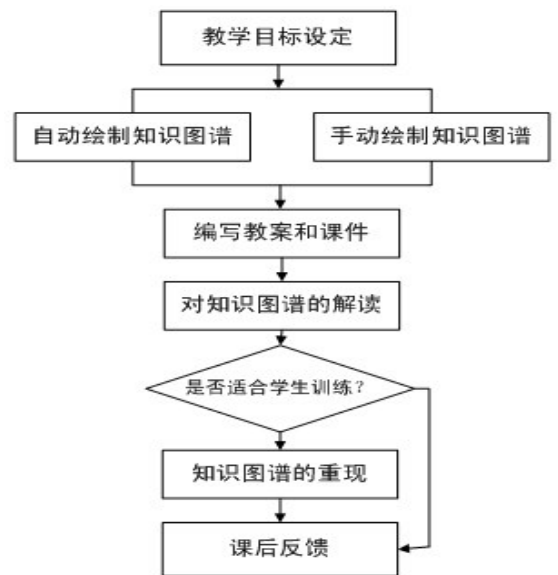 教学目标设定
自动绘制知识图谱
手动绘制知识图谱
编写教案和课件
对知识图谱的解读
是否适合学生训练?
知识图谱的重现
课后反馈